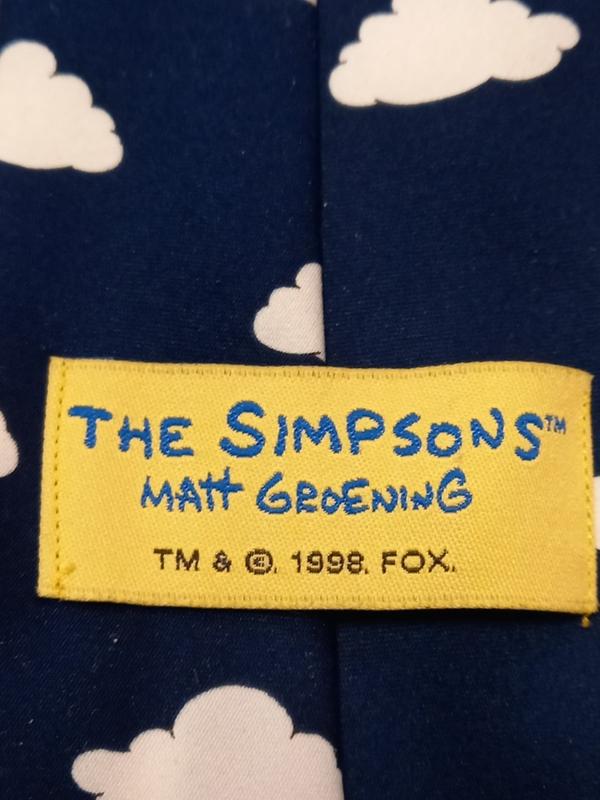 THE SIMPSONS™
MATT GROENING
TM & ©. 1998. FOX.